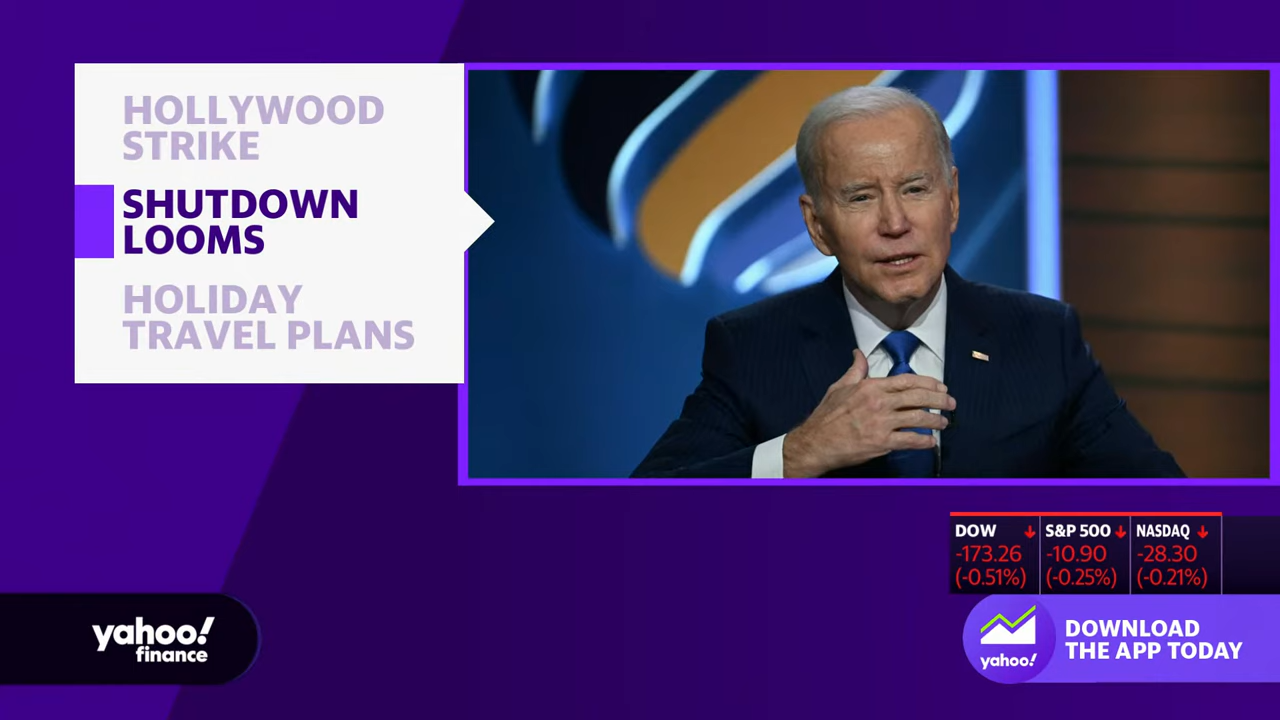 HOLLYWOOD
STRIKE
SHUTDOWN
LOOMS
HOLIDAY
TRAVEL PLANS
DOW
-173.26
(-0.51%)
S&P 500
-10.90
(-0.25%)
NASDAQ
-28.30
(-0.21%)
yahoo!
finance
yahoo!
DOWNLOAD
THE APP TODAY